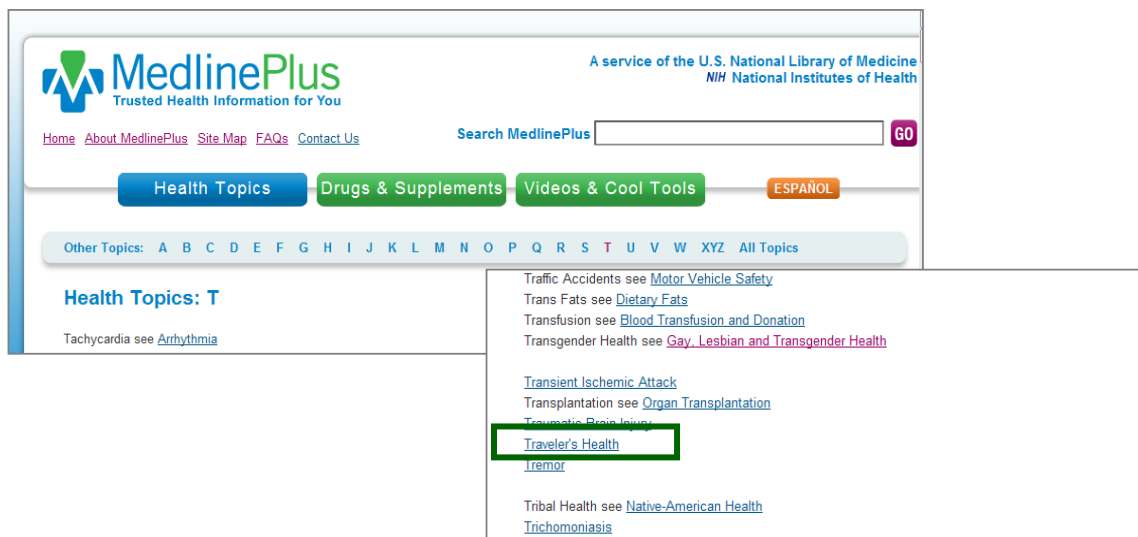 MedlinePlus
Trusted Health Information for You
A service of the U.S. National Library of Medicine
NIH National Institutes of Health
Home About MedlinePlus Site Map FAQs Contact Us
Search MedlinePlus GO
Health Topics Drugs & Supplements Videos & Cool Tools ESPAÑOL
Other Topics: A B C D E F G H I J K L M N O P Q R S T U V W XYZ All Topics
Health Topics: T
Tachycardia see Arrhythmia
Traffic Accidents see Motor Vehicle Safety
Trans Fats see Dietary Fats
Transfusion see Blood Transfusion and Donation
Transgender Health see Gay, Lesbian and Transgender Health
Transient Ischemic Attack
Transplantation see Organ Transplantation
Traumatic Brain Injury
Traveler's Health
Tremor
Tribal Health see Native-American Health
Trichomoniasis